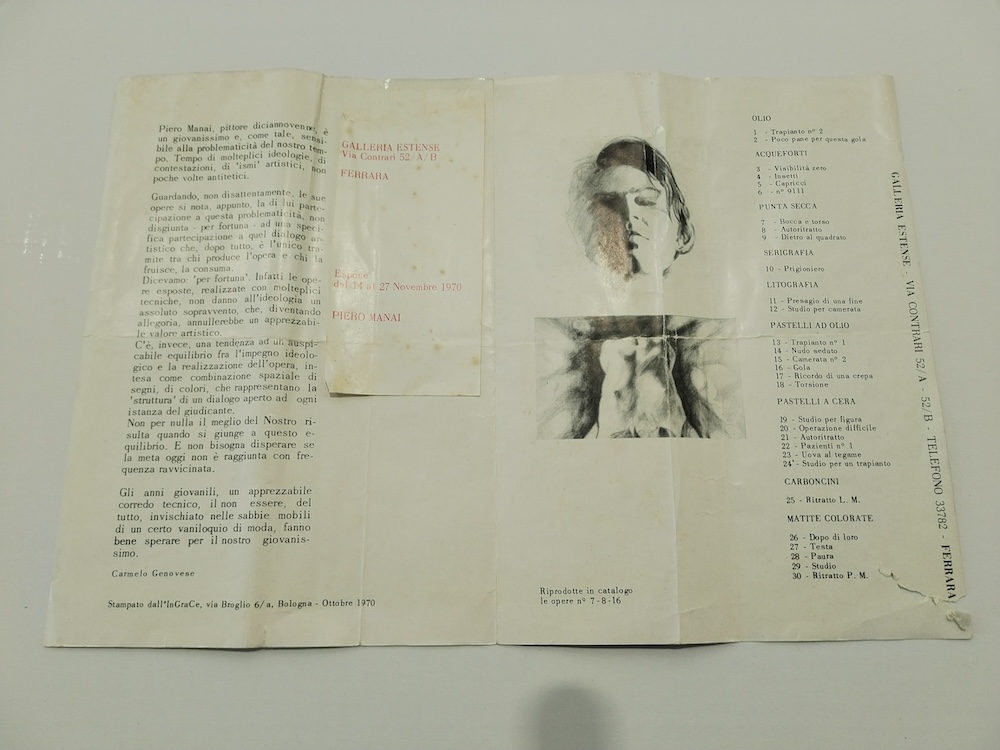 Piero Manai, pittore diciannovenne, è
un giovanissimo e, come tale, sensi-
bile alla problematicità del nostro tem-
po. Tempo di molteplici ideologie, di
contestazioni, di 'ismi' artistici, non
poche volte antitetici.
Guardando, non disattentamente, le sue
opere si nota, appunto, la di lui parte-
cipazione a questa problematicità, non
disgiunta - per fortuna - ad una speci-
fica partecipazione a quel dialogo ar-
tistico che, dopo tutto, è l'unico tra-
mite tra chi produce l'opera e chi la
fruisce, la consuma.
Dicevamo: 'per fortuna'. Infatti le ope-
re esposte, realizzate con molteplici
tecniche, non danno all'ideologia un
assoluto sopravvento, che, diventando
allegoria, annullerebbe un apprezzabi-
le valore artistico.
C'è, invece, una tendenza ad un auspi-
cabile equilibrio fra l'impegno ideolo-
gico e la realizzazione dell'opera, in-
tesa come combinazione spaziale di
segni, di colori, che rappresentano la
'struttura' di un dialogo aperto ad ogni
istanza del giudicante.
Non per nulla il meglio del Nostro ri-
sulta quando si giunge a questo e-
quilibrio. E non bisogna disperare se
la meta oggi non è raggiunta con fre-
quenza ravvicinata.
Gli anni giovanili, un apprezzabile
corredo tecnico, il non essere, del
tutto, invischiato nelle sabbie mobili
di un certo vaniloquio di moda, fanno
bene sperare per il nostro giovanis-
simo.
Carmelo Genovese
Stampato dall'InGraCe, via Broglio 6/a, Bologna - Ottobre 1970
GALLERIA ESTENSE
Via Contrari 52/A/B
FERRARA
Espone
dal 14 al 27 Novembre 1970
PIERO MANAI
Riprodotte in catalogo
le opere n° 7-8-16
OLIO
1 - Trapianto n° 2
2 - Poco pane per questa gola
ACQUEFORTI
3 - Visibilità zero
4 - Insetti
5 - Capricci
6 - n° 9111
PUNTA SECCA
7 - Bocca e torno
8 - Autoritratto
9 - Dietro al quadrato
SERIGRAFIA
10 - Prigioniero
LITOGRAFIA
11 - Presagio di una fine
12 - Studio per camerata
PASTELLI AD OLIO
13 - Trapianto n° 1
14 - Nudo seduto
15 - Camerata n° 2
16 - Gola
17 - Ricordo di una crepa
18 - Torsione
PASTELLI A CERA
19 - Studio per figura
20 - Operazione difficile
21 - Autoritratto
22 - Pazienti n° 1
23 - Uova al tegame
24 - Studio per un trapianto
CARBONCINI
25 - Ritratto L. M.
MATITE COLORATE
26 - Dopo di loro
27 - Testa
28 - Paura
29 - Studio
30 - Ritratto P. M.
GALLERIA ESTENSE - VIA CONTRARI 52/A - 52/B - TELEFONO 33782 - FERRARA